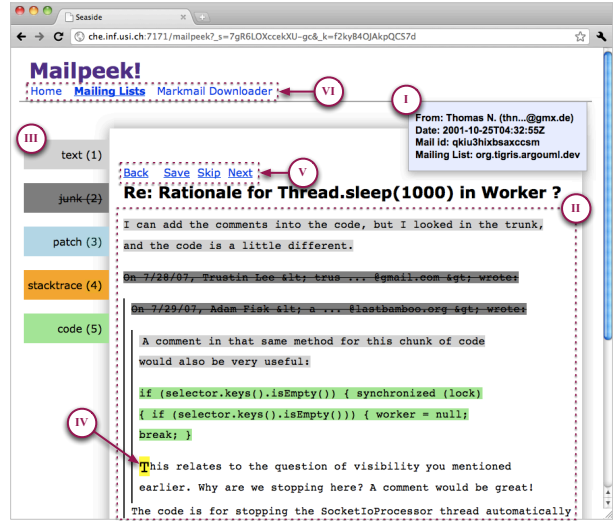 Seaside
che.inf.usi.ch:7171/mailpeek?_s=7gR6LOXccekXU-gc&_k=f2kyB4OJAkpQCS7d
Mailpeek!
Home Mailing Lists Markmail Downloader
VI
I
From: Thomas N. (thn...@gmx.de)
Date: 2001-10-25T04:32:55Z
Mail id: qkiu3hixbsaxccsm
Mailing List: org.tigris.argouml.dev
III
text (1)
junk (2)
patch (3)
stacktrace (4)
code (5)
Back Save Skip Next
V
Re: Rationale for Thread.sleep(1000) in Worker ?
II
I can add the comments into the code, but I looked in the trunk,
and the code is a little different.
On 7/28/07, Trustin Lee &lt; trus ... @gmail.com &gt; wrote:
On 7/29/07, Adam Fisk &lt; a ... @lastbamboo.org &gt; wrote:
A comment in that same method for this chunk of code
would also be very useful:
if (selector.keys().isEmpty()) { synchronized (lock)
{ if (selector.keys().isEmpty())) { worker = null;
break; }
IV
This relates to the question of visibility you mentioned
earlier. Why are we stopping here? A comment would be great!
The code is for stopping the SocketIoProcessor thread automatically